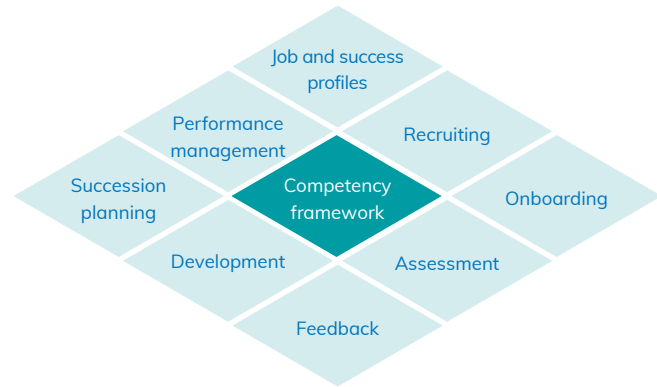 Job and success
profiles
Performance
management
Recruiting
Succession
planning
Competency
framework
Onboarding
Development
Assessment
Feedback